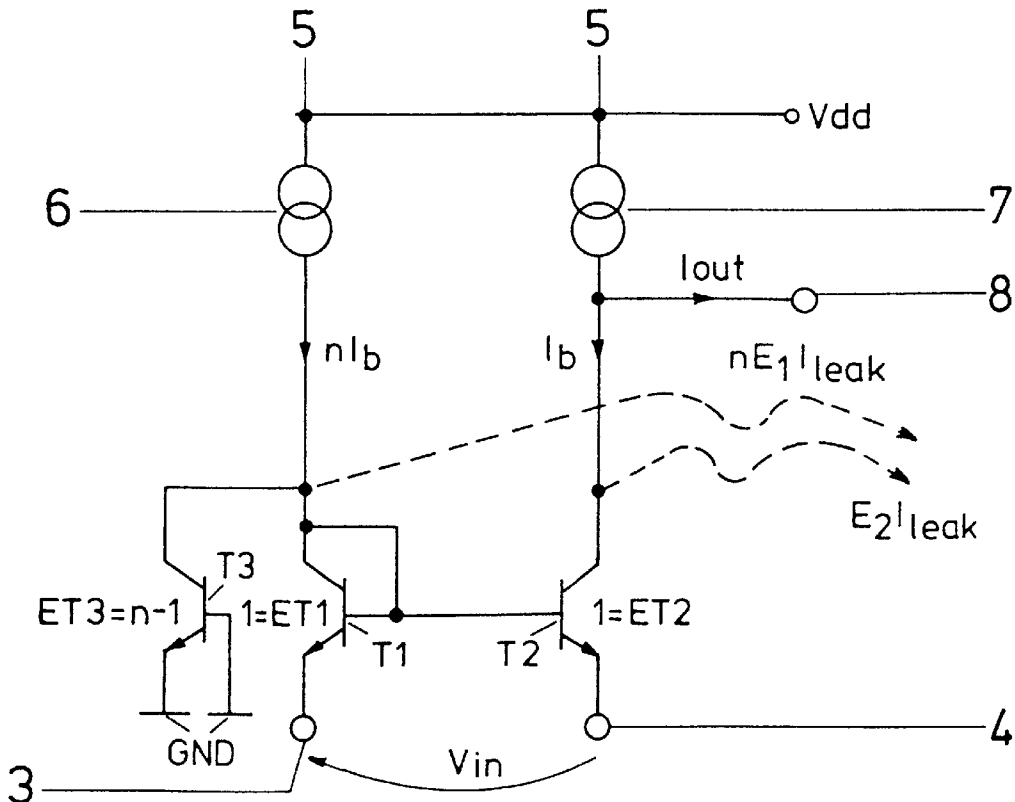 5 5
Vdd
6 7
Iout
8
nIb Ib nE1Ileak
E2Ileak
T3
ET3=n-1 1=ET1 1=ET2
T1 T2
GND
Vin
4
3